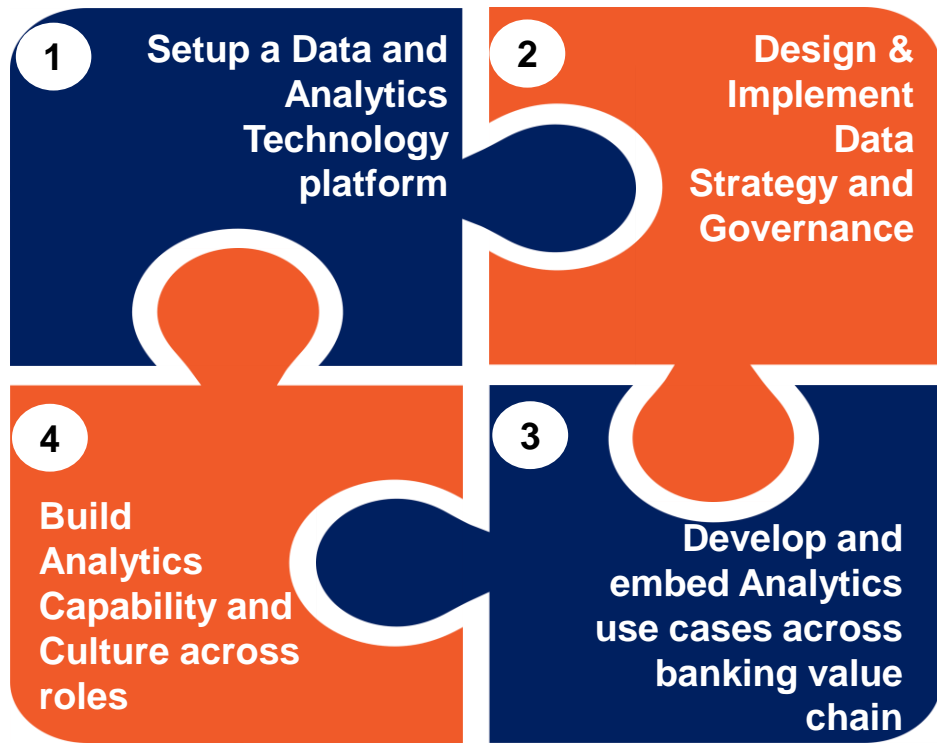 1
Setup a Data and
Analytics
Technology
platform
2
Design &
Implement
Data
Strategy and
Governance
4
Build
Analytics
Capability and
Culture across
roles
3
Develop and
embed Analytics
use cases across
banking value
chain